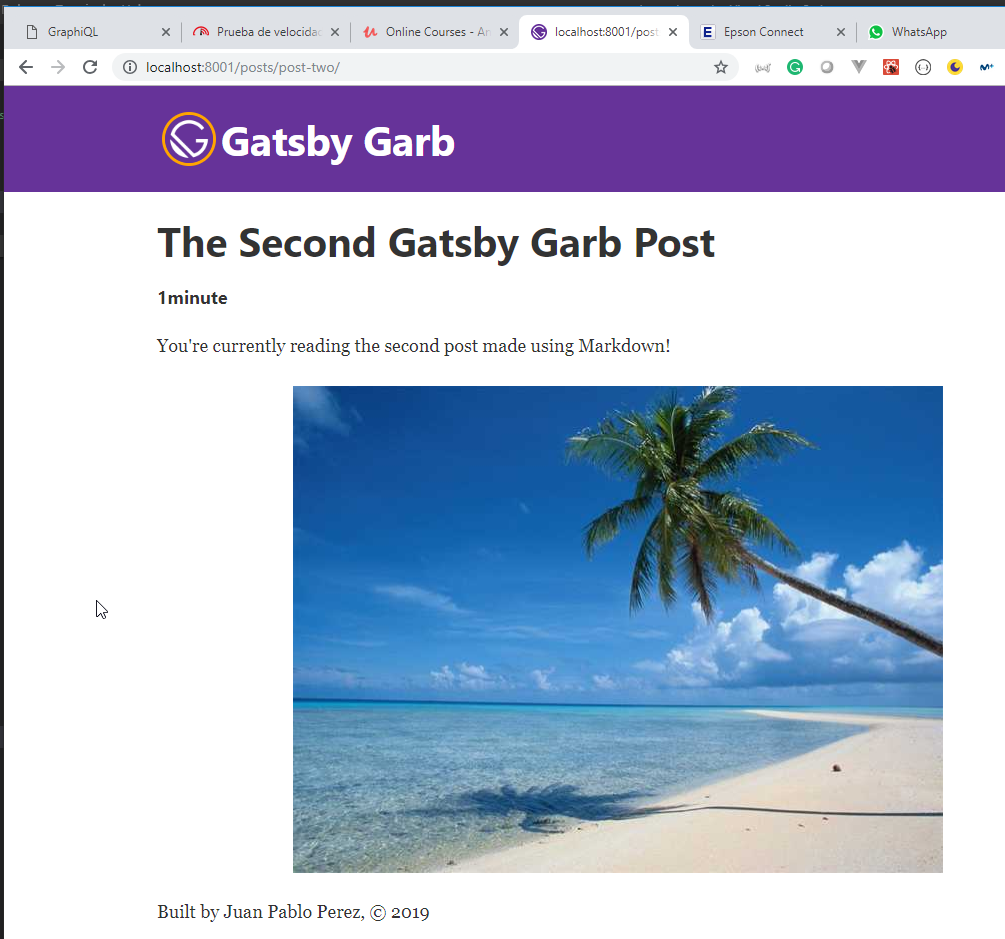 GraphiQL
Prueba de velocidad
Online Courses - An
localhost:8001/post
Epson Connect
WhatsApp
localhost:8001/posts/post-two/
Gatsby Garb
The Second Gatsby Garb Post
1minute
You're currently reading the second post made using Markdown!
Built by Juan Pablo Perez, © 2019